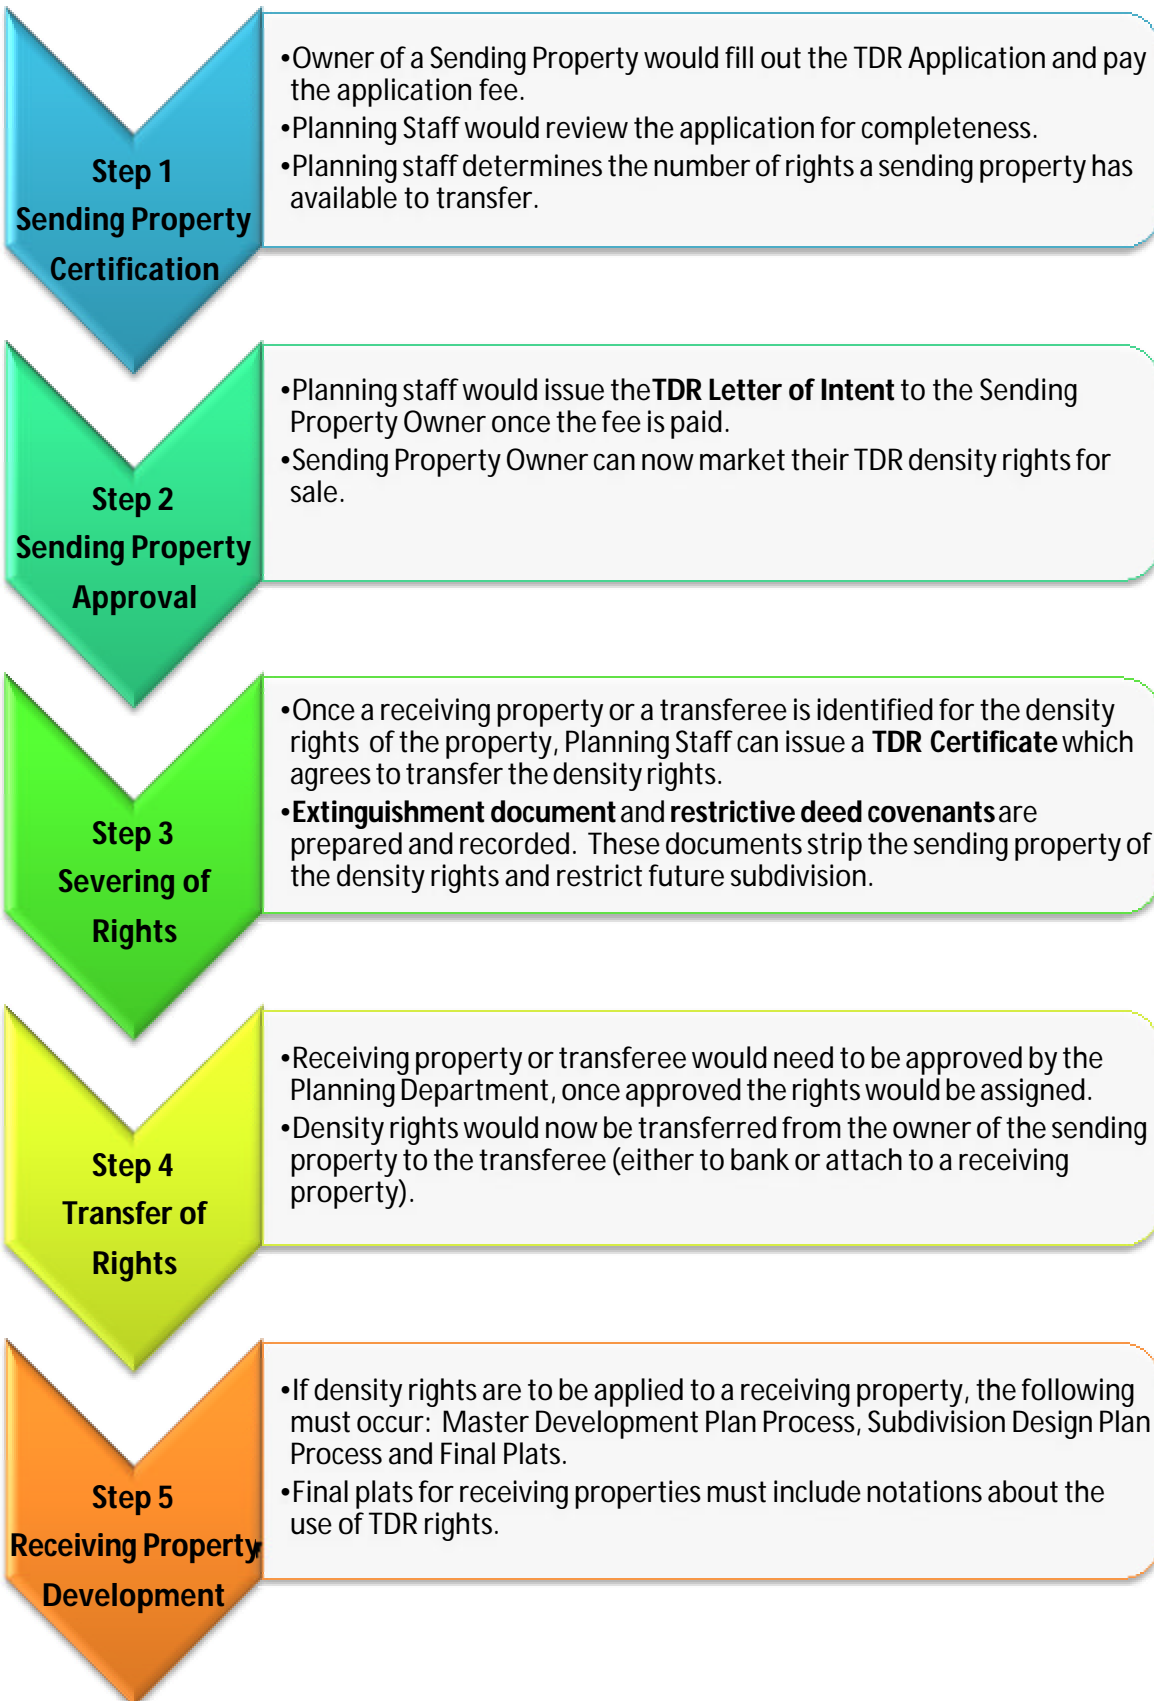 Step 1
Sending Property
Certification
•Owner of a Sending Property would fill out the TDR Application and pay
the application fee.
•Planning Staff would review the application for completeness.
•Planning staff determines the number of rights a sending property has
available to transfer.
Step 2
Sending Property
Approval
•Planning staff would issue the TDR Letter of Intent to the Sending
Property Owner once the fee is paid.
•Sending Property Owner can now market their TDR density rights for
sale.
Step 3
Severing of
Rights
•Once a receiving property or a transferee is identified for the density
rights of the property, Planning Staff can issue a TDR Certificate which
agrees to transfer the density rights.
•Extinguishment document and restrictive deed covenants are
prepared and recorded. These documents strip the sending property of
the density rights and restrict future subdivision.
Step 4
Transfer of
Rights
•Receiving property or transferee would need to be approved by the
Planning Department, once approved the rights would be assigned.
•Density rights would now be transferred from the owner of the sending
property to the transferee (either to bank or attach to a receiving
property).
Step 5
Receiving Property
Development
•If density rights are to be applied to a receiving property, the following
must occur: Master Development Plan Process, Subdivision Design Plan
Process and Final Plats.
•Final plats for receiving properties must include notations about the
use of TDR rights.